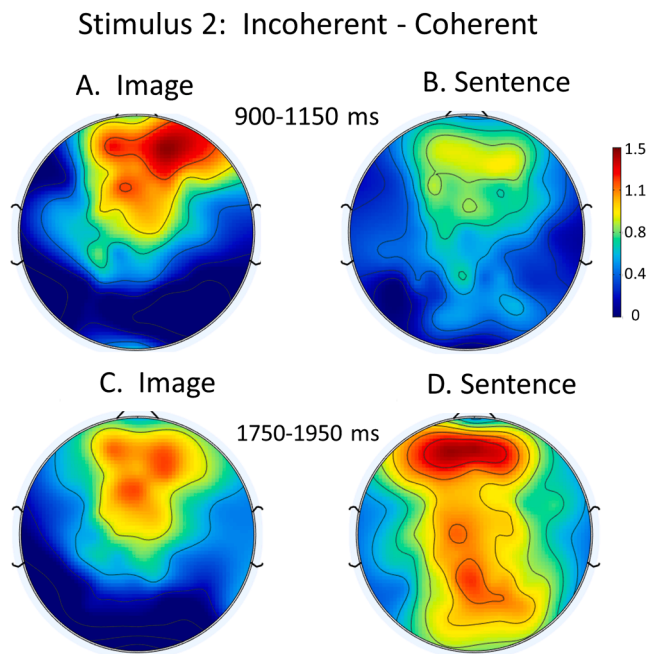 Stimulus 2:  Incoherent - Coherent
A.  Image
B. Sentence
900-1150 ms
1.5
1.1
0.8
0.4
0
C.  Image
D. Sentence
1750-1950 ms